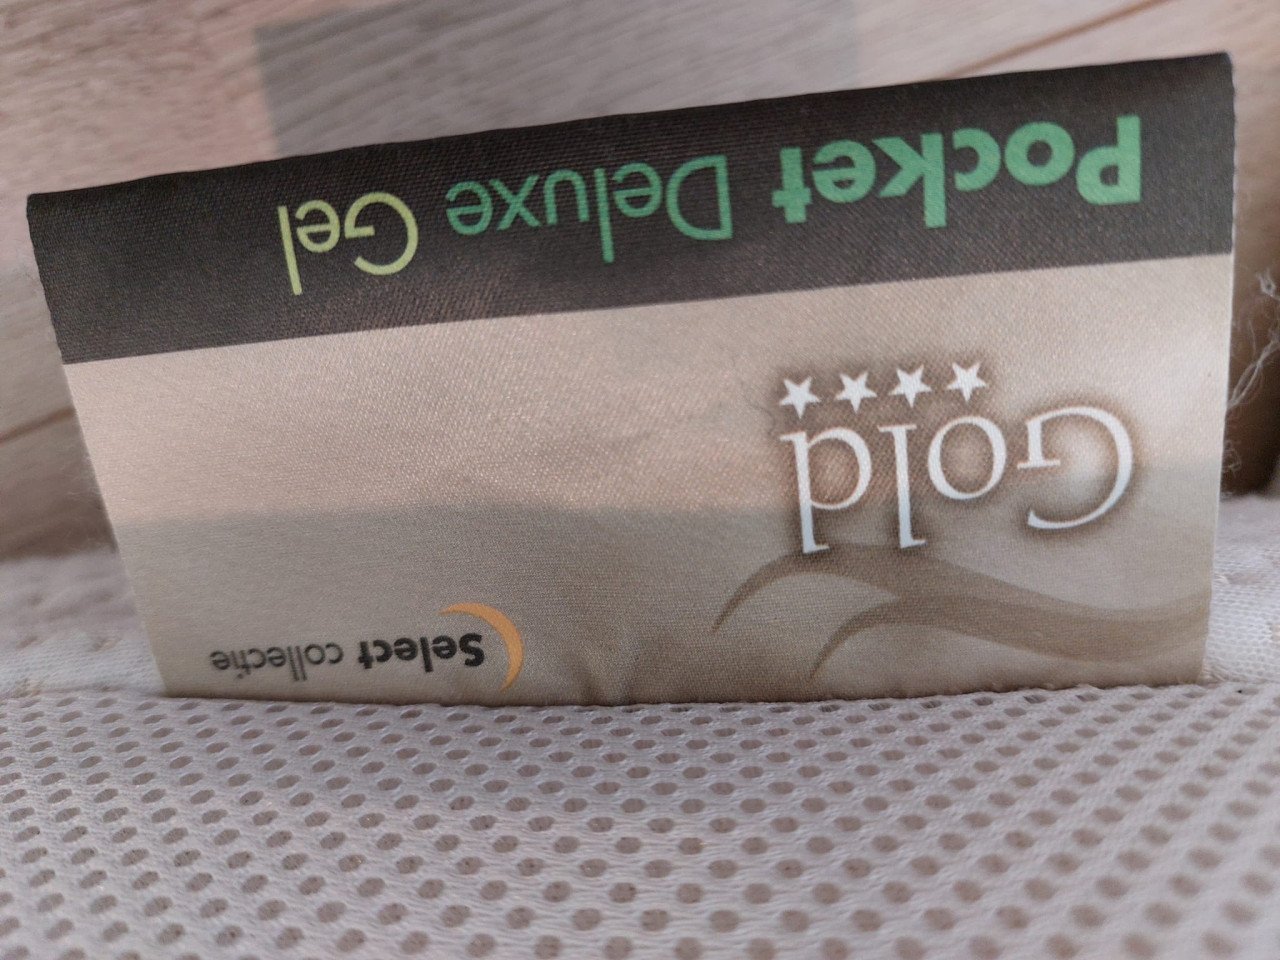 Select collectie
Gold
★★★★
Pocket Deluxe Gel